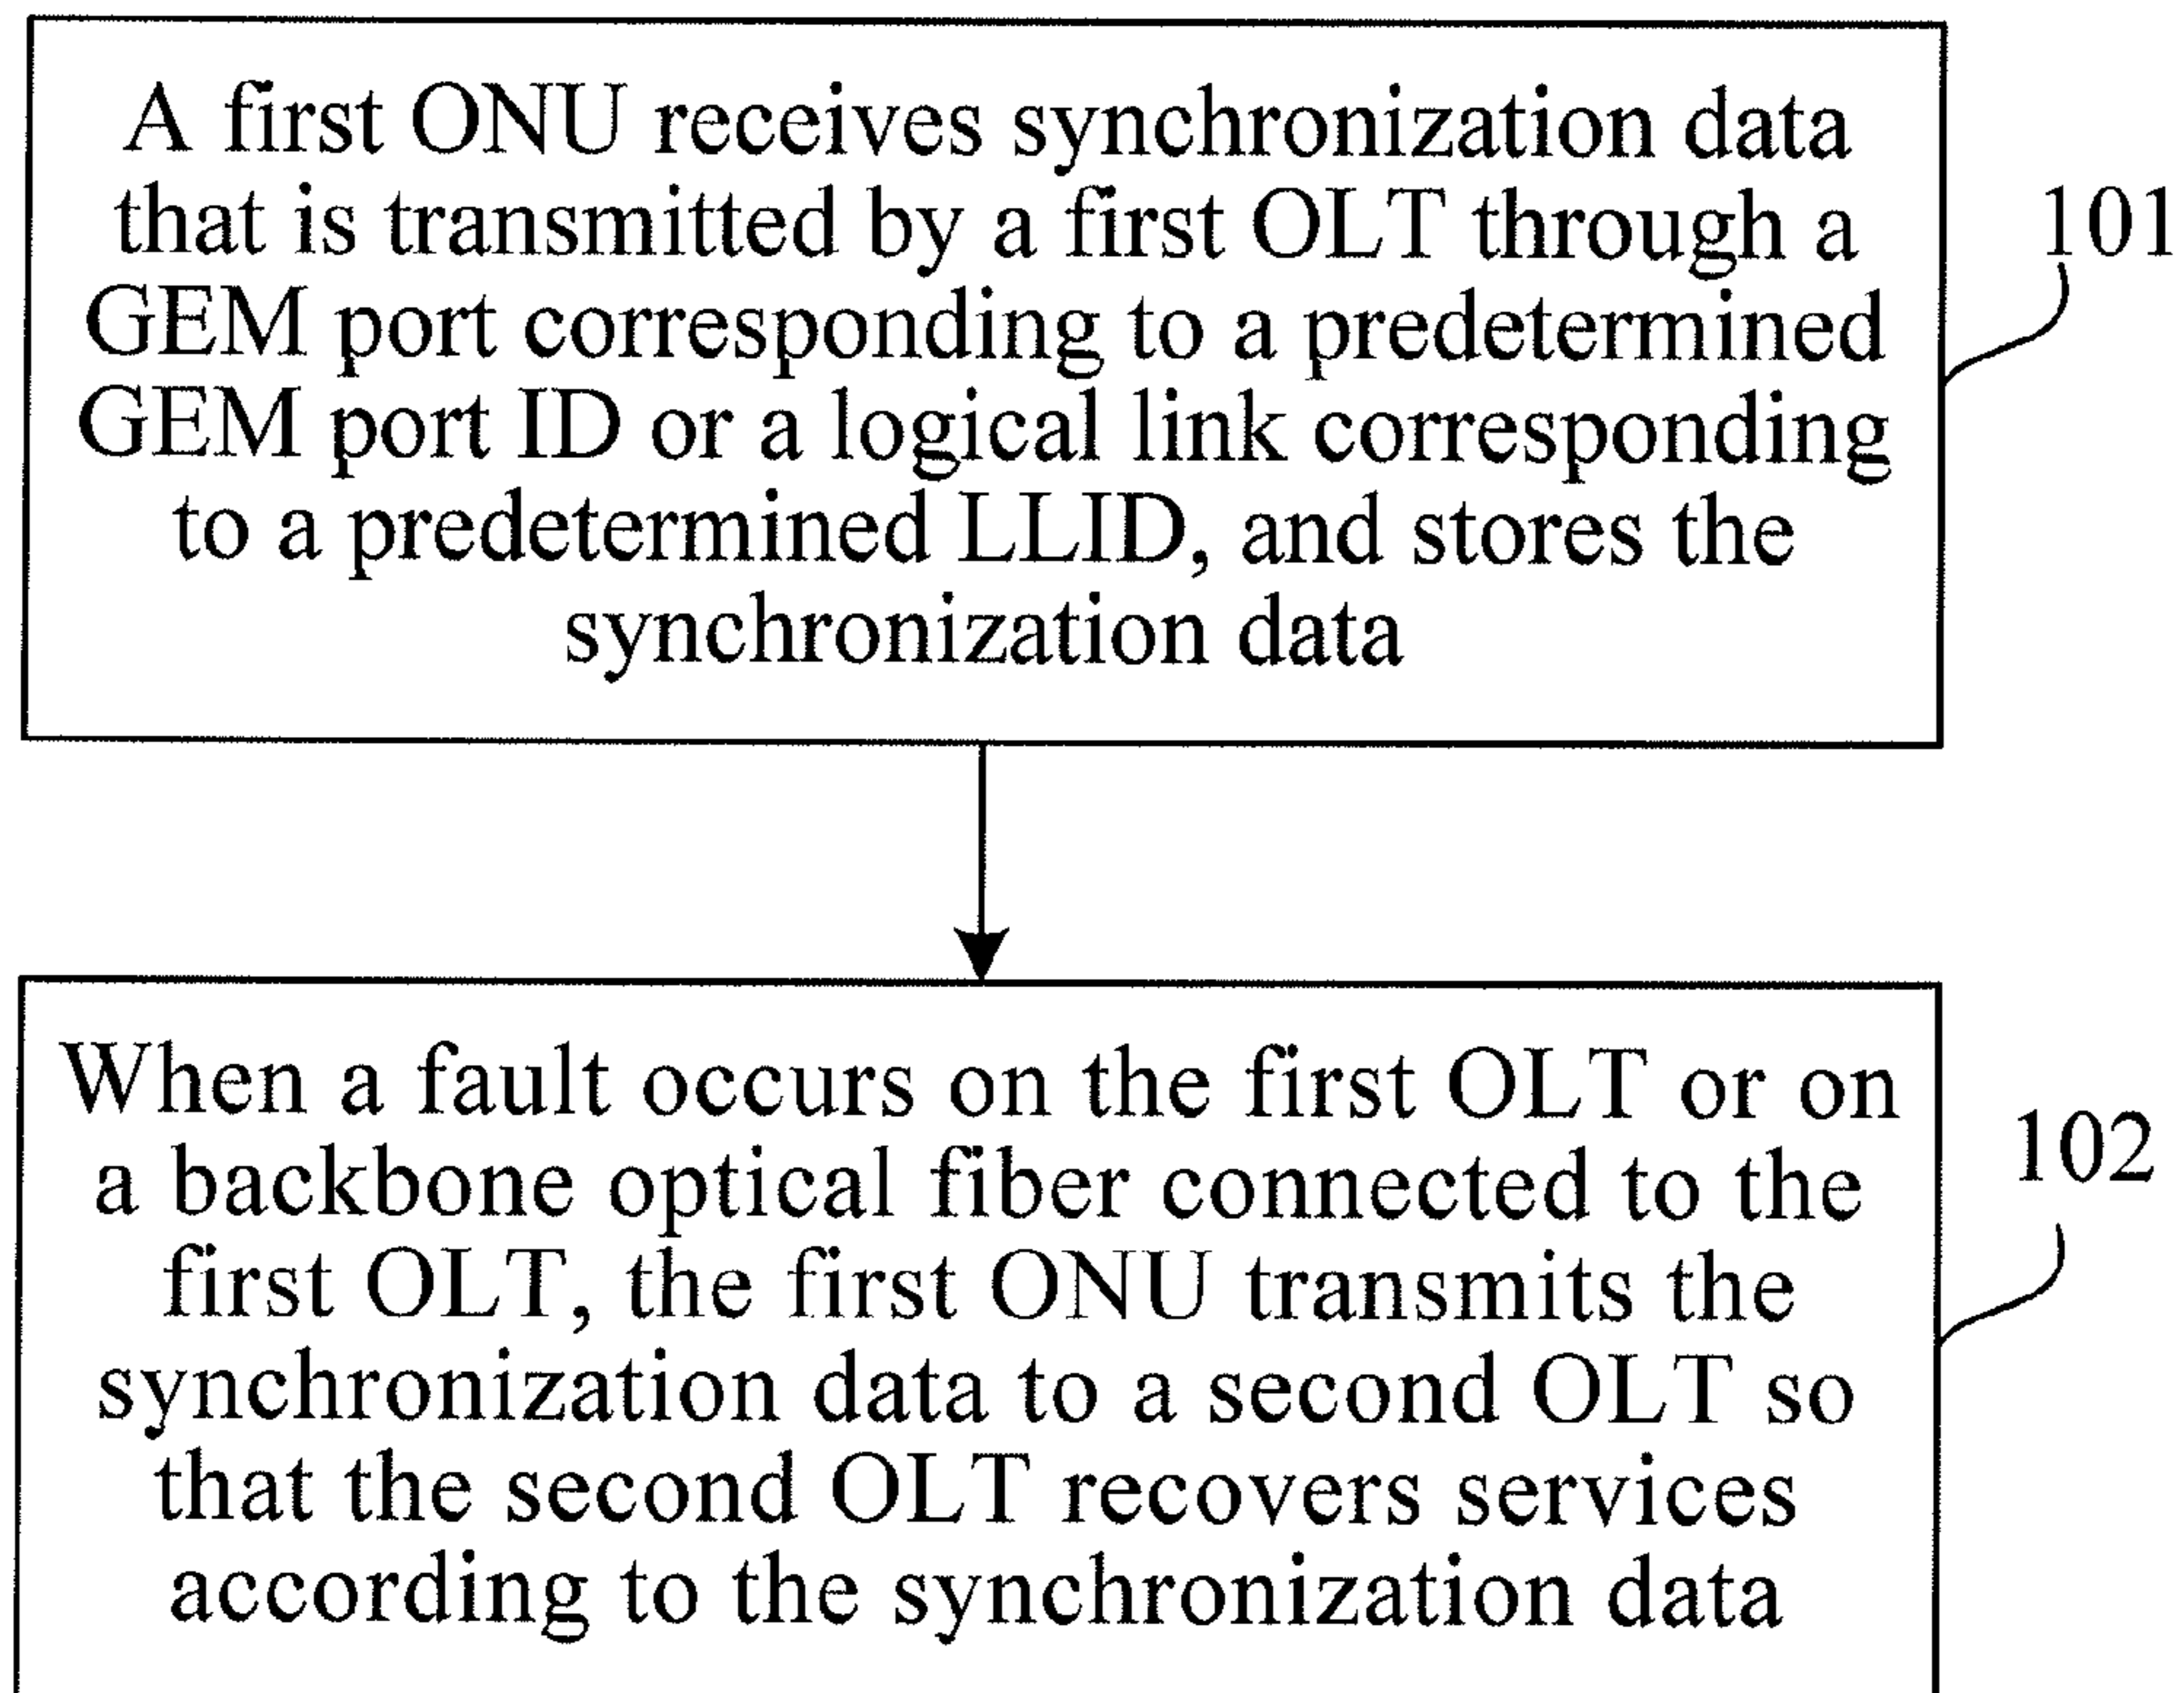 A first ONU receives synchronization data
that is transmitted by a first OLT through a
GEM port corresponding to a predetermined
GEM port ID or a logical link corresponding
to a predetermined LLID, and stores the
synchronization data
101
When a fault occurs on the first OLT or on
a backbone optical fiber connected to the
first OLT, the first ONU transmits the
synchronization data to a second OLT so
that the second OLT recovers services
according to the synchronization data
102